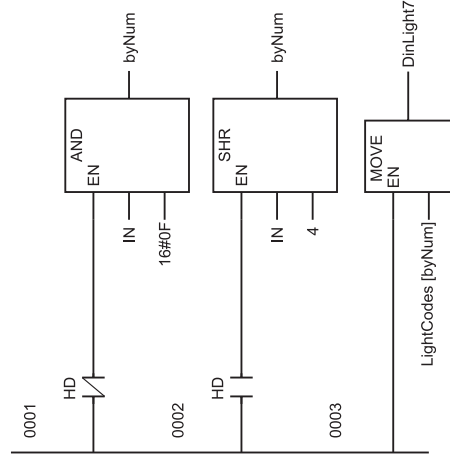 0001
HD
AND
EN
IN
16#0F
byNum
0002
HD
SHR
EN
IN
4
byNum
0003
MOVE
EN
LightCodes [byNum]
DinLight7